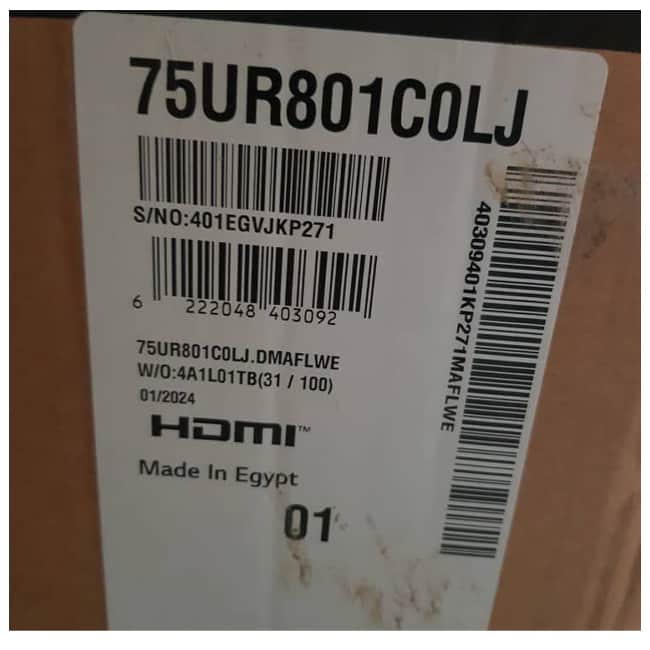 75UR801C0LJ
S/NO:401EGVJKP271
6 222048 403092
40309401KP271MAFLWE
75UR801C0LJ.DMAFLWE
W/O:4A1L01TB(31 / 100)
01/2024
HDMI™
Made In Egypt
01